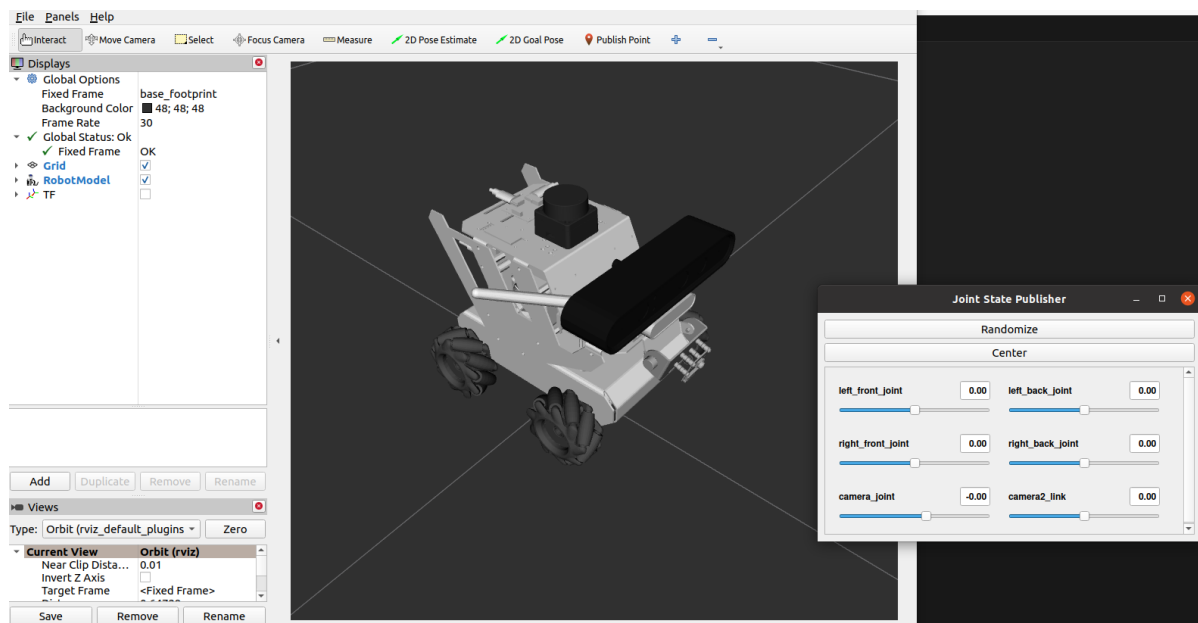 File Panels Help
Interact Move Camera Select Focus Camera Measure 2D Pose Estimate 2D Goal Pose Publish Point
Displays
Global Options
Fixed Frame base_footprint
Background Color 48; 48; 48
Frame Rate 30
Global Status: Ok
Fixed Frame OK
Grid
RobotModel
TF
Add Duplicate Remove Rename
Views
Type: Orbit (rviz_default_plugins Zero
Current View Orbit (rviz)
Near Clip Dista... 0.01
Invert Z Axis
Target Frame <Fixed Frame>
Save Remove Rename
Joint State Publisher
Randomize
Center
left_front_joint 0.00 left_back_joint 0.00
right_front_joint 0.00 right_back_joint 0.00
camera_joint -0.00 camera2_link 0.00